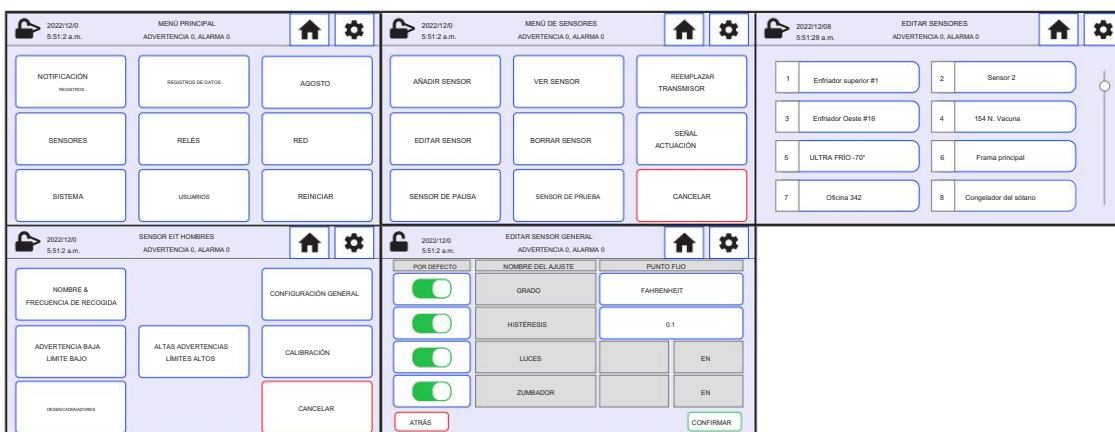 2022/12/0
5:51:2 a.m.
MENÚ PRINCIPAL
ADVERTENCIA 0, ALARMA 0
NOTIFICACIÓN
REGISTROS
REGISTROS DE DATOS
AGOSTO
SENSORES
RELÉS
RED
SISTEMA
USUARIOS
REINICIAR
2022/12/0
5:51:2 a.m.
MENÚ DE SENSORES
ADVERTENCIA 0, ALARMA 0
AÑADIR SENSOR
VER SENSOR
REEMPLAZAR
TRANSMISOR
EDITAR SENSOR
BORRAR SENSOR
SEÑAL
ACTUACIÓN
SENSOR DE PAUSA
SENSOR DE PRUEBA
CANCELAR
2022/12/08
5:51:28 a.m.
EDITAR SENSORES
ADVERTENCIA 0, ALARMA 0
1 Enfriador superior #1
2 Sensor 2
3 Enfriador Oeste #16
4 154 N. Vacuna
5 ULTRA FRÍO -70°
6 Frama principal
7 Oficina 342
8 Congelador del sótano
2022/12/0
5:51:2 a.m.
SENSOR EIT HOMBRES
ADVERTENCIA 0, ALARMA 0
NOMBRE &
FRECUENCIA DE RECOGIDA
CONFIGURACIÓN GENERAL
ADVERTENCIA BAJA
LIMITE BAJO
ALTAS ADVERTENCIAS
LÍMITES ALTOS
CALIBRACIÓN
DESENCADENADORES
CANCELAR
2022/12/0
5:51:2 a.m.
EDITAR SENSOR GENERAL
ADVERTENCIA 0, ALARMA 0
POR DEFECTO NOMBRE DEL AJUSTE PUNTO FIJO
GRADO FAHRENHEIT
HISTÉRESIS 0.1
LUCES EN
ZUMBADOR EN
ATRÁS
CONFIRMAR